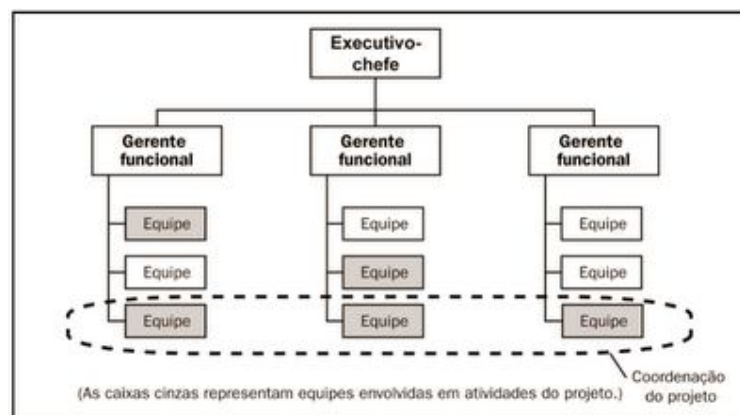 Executivo-
chefe
Gerente
funcional
Gerente
funcional
Gerente
funcional
Equipe
Equipe
Equipe
Equipe
Equipe
Equipe
Equipe
Equipe
Equipe
(As caixas cinzas representam equipes envolvidas em atividades do projeto.)
Coordenação
do projeto